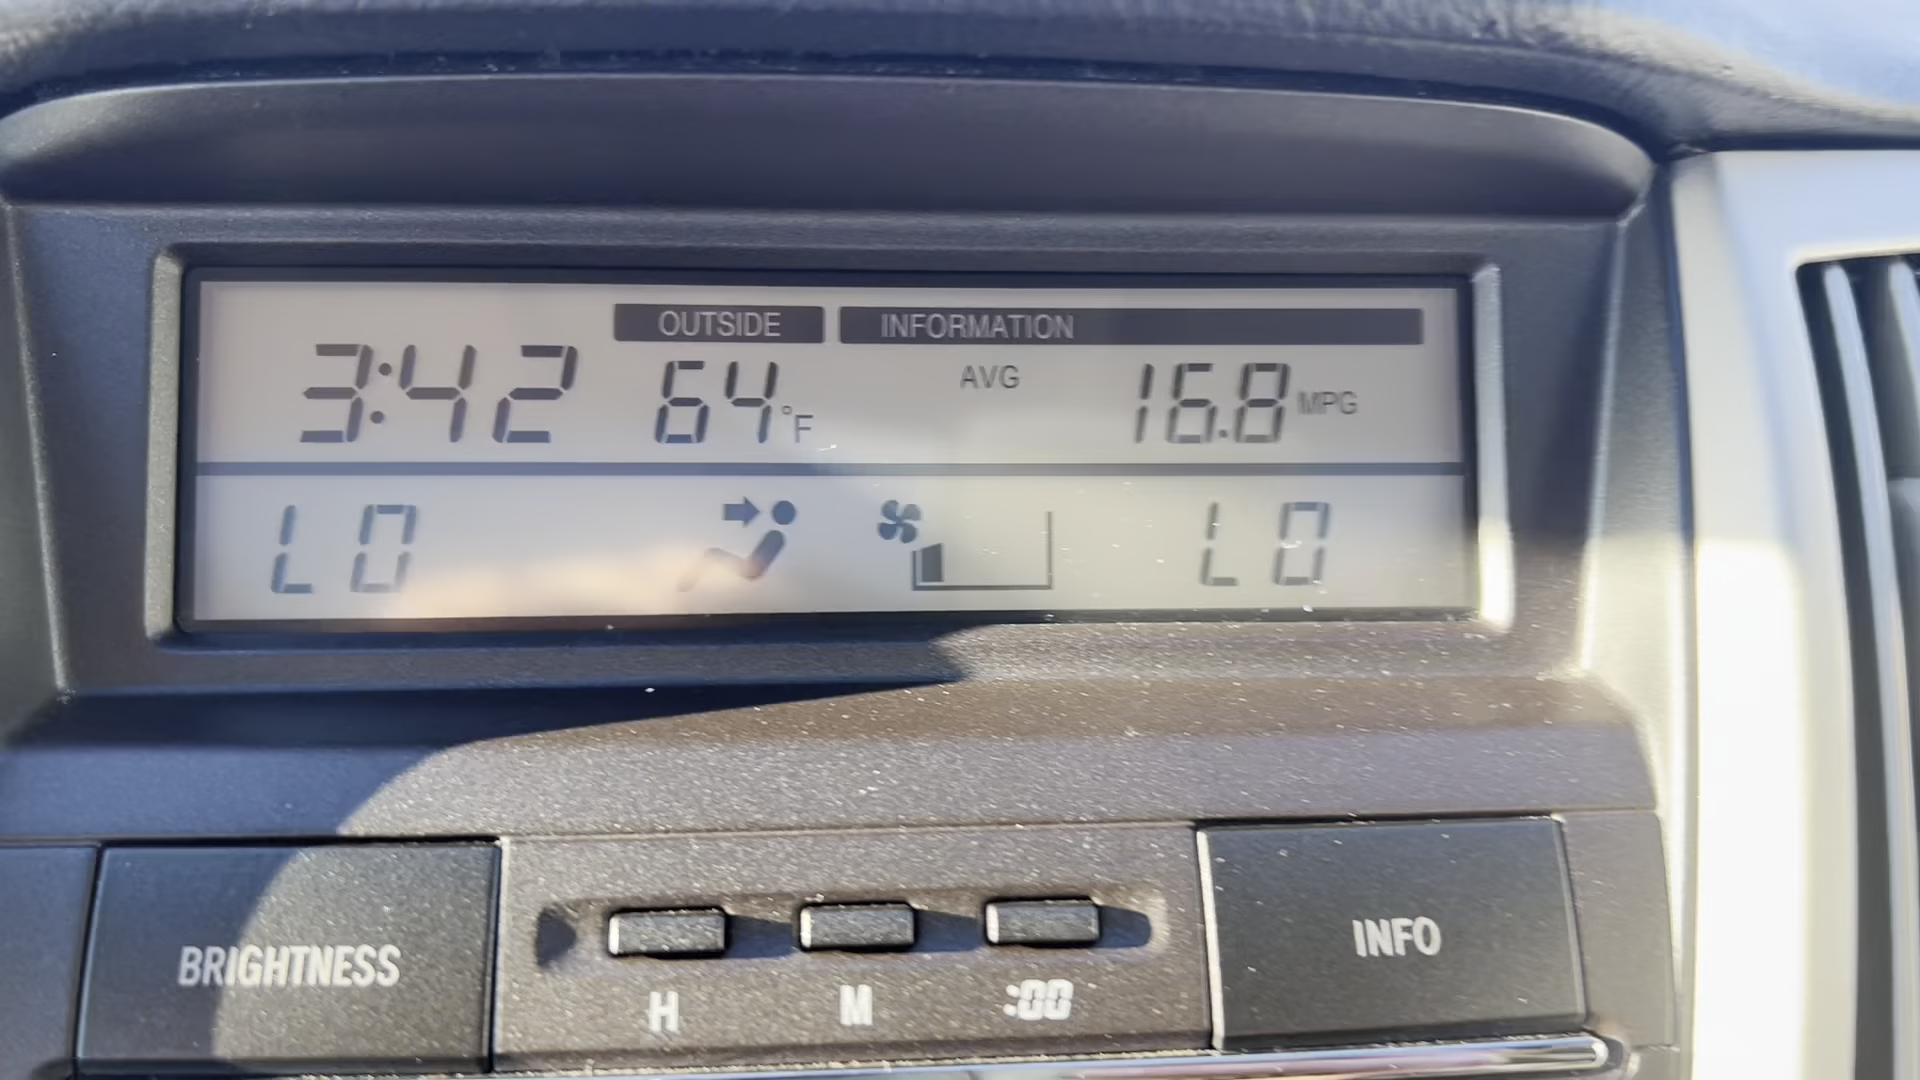 OUTSIDE INFORMATION
3:42 64°F AVG 16.8 MPG
LO LO
BRIGHTNESS H M :00 INFO